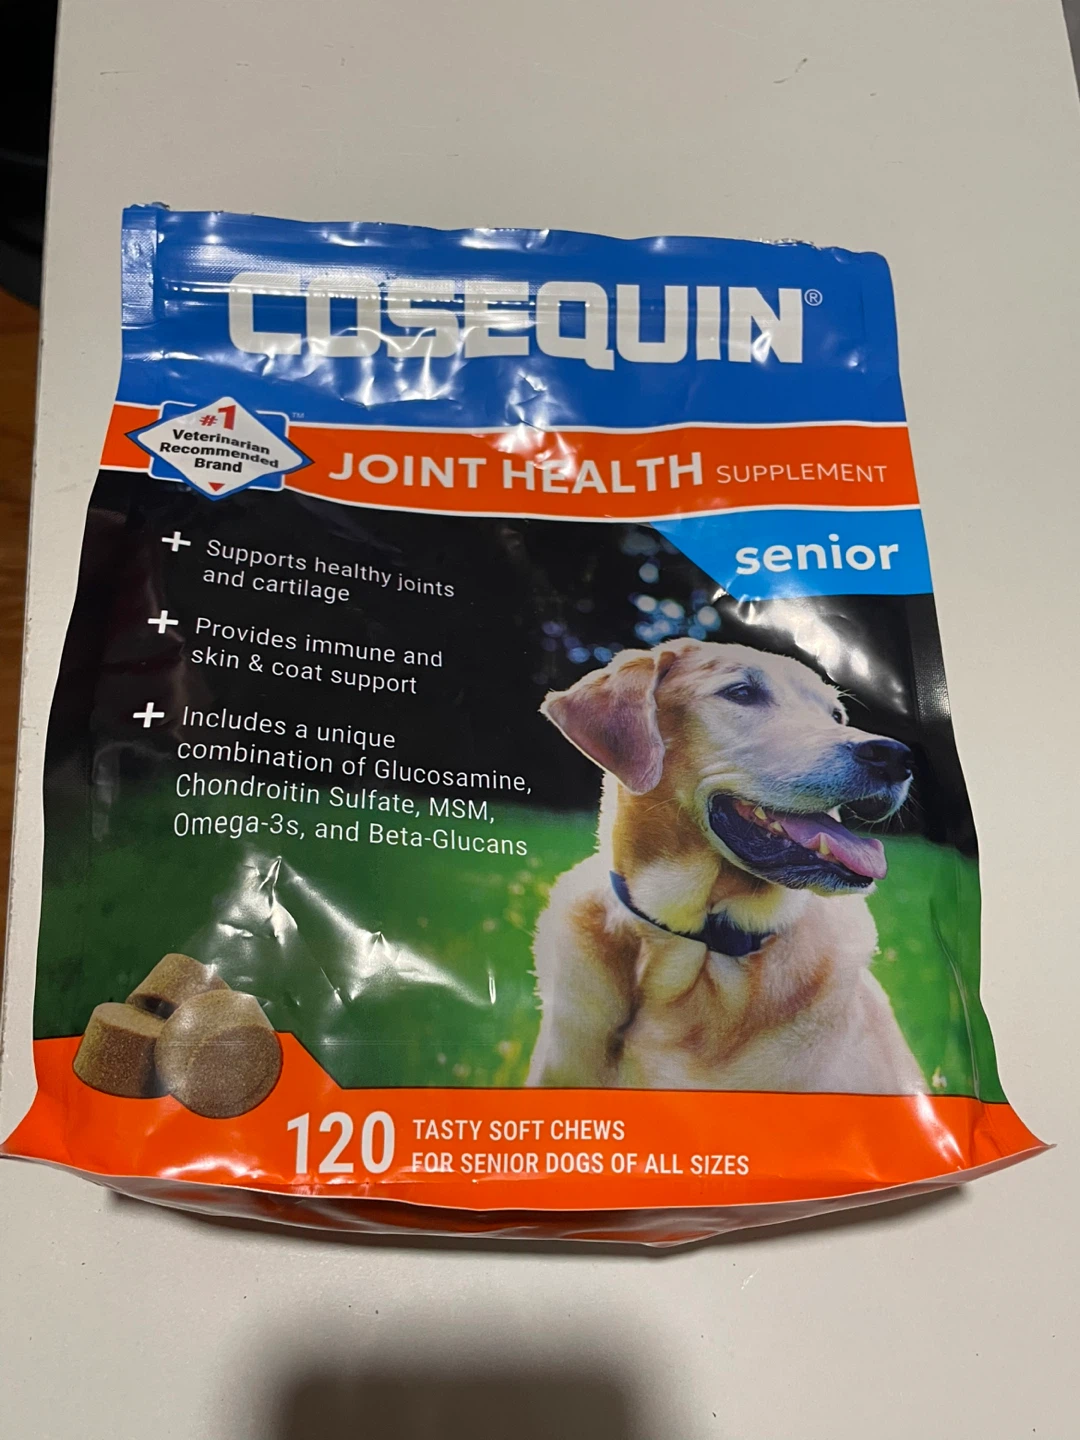 COSEQUIN®
#1
Veterinarian
Recommended
Brand
TM
JOINT HEALTH SUPPLEMENT
senior
+ Supports healthy joints
and cartilage
+ Provides immune and
skin & coat support
+ Includes a unique
combination of Glucosamine,
Chondroitin Sulfate, MSM,
Omega-3s, and Beta-Glucans
120 TASTY SOFT CHEWS
FOR SENIOR DOGS OF ALL SIZES